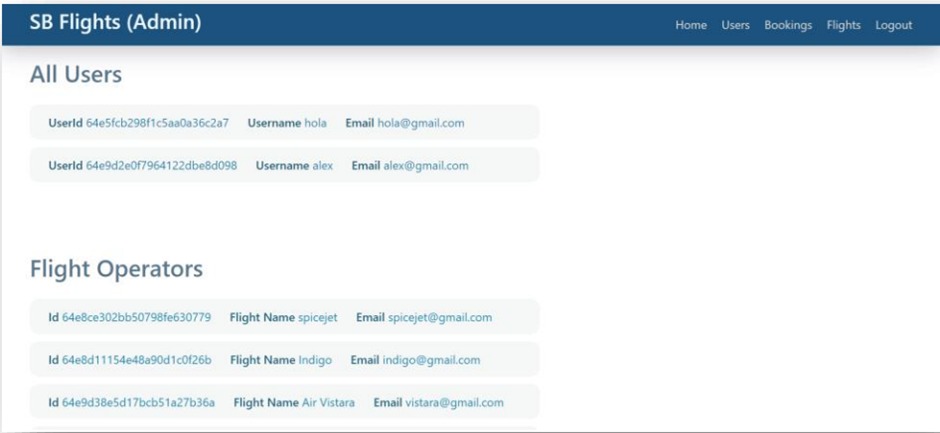 SB Flights (Admin) Home Users Bookings Flights Logout
All Users
UserId 64e5fcb298f1c5aa0a36c2a7 Username hola Email hola@gmail.com
UserId 64e9d2e0f7964122dbe8d098 Username alex Email alex@gmail.com
Flight Operators
Id 64e8ce302bb50798fe630779 Flight Name spicejet Email spicejet@gmail.com
Id 64e8d11154e48a90d1c0f26b Flight Name Indigo Email indigo@gmail.com
Id 64e9d38e5d17bcb51a27b36a Flight Name Air Vistara Email vistara@gmail.com